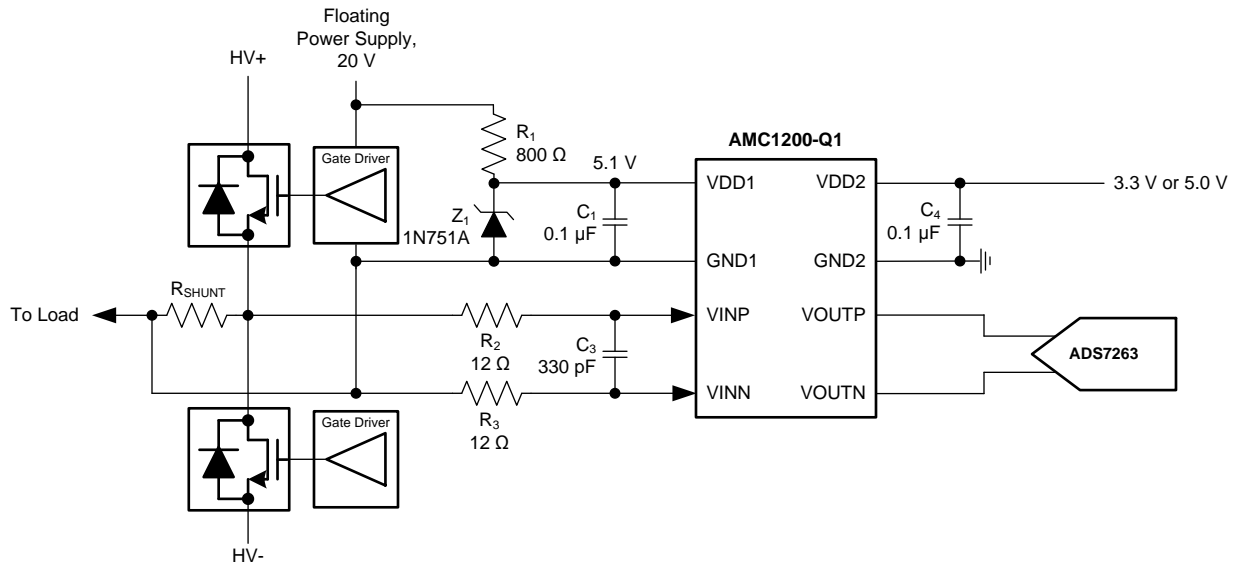 Floating
Power Supply,
20 V
HV+
R1
800 Ω
AMC1200-Q1
Gate Driver
5.1 V
VDD1
VDD2
3.3 V or 5.0 V
Z1
1N751A
C1
0.1 µF
C4
0.1 µF
GND1
GND2
RSHUNT
To Load
VINP
VOUTP
R2
12 Ω
C3
330 pF
ADS7263
VINN
VOUTN
R3
12 Ω
Gate Driver
HV-